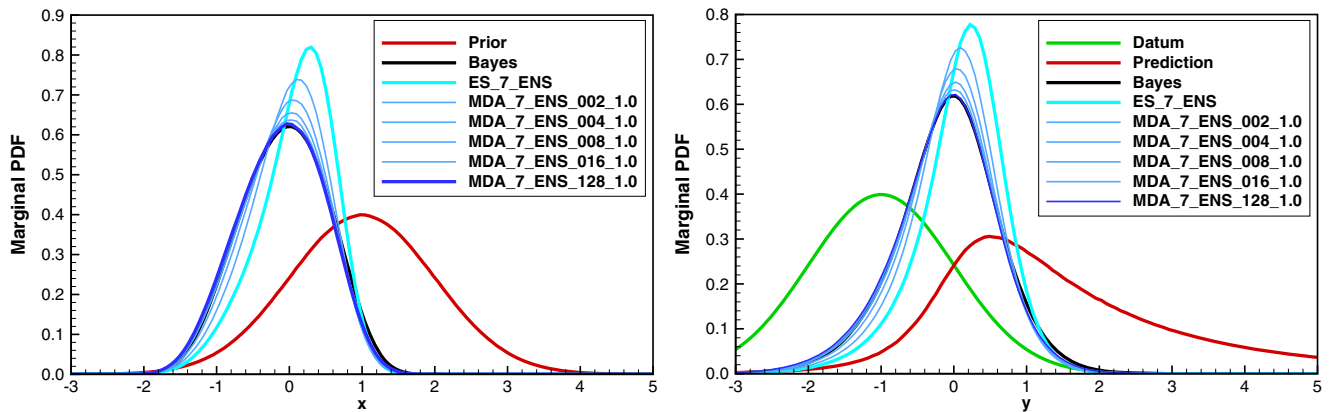 Marginal PDF
0.9
0.8
0.7
0.6
0.5
0.4
0.3
0.2
0.1
0.0
-3 -2 -1 0 1 2 3 4 5
x
Prior
Bayes
ES_7_ENS
MDA_7_ENS_002_1.0
MDA_7_ENS_004_1.0
MDA_7_ENS_008_1.0
MDA_7_ENS_016_1.0
MDA_7_ENS_128_1.0
Marginal PDF
0.8
0.7
0.6
0.5
0.4
0.3
0.2
0.1
0.0
-3 -2 -1 0 1 2 3 4 5
y
Datum
Prediction
Bayes
ES_7_ENS
MDA_7_ENS_002_1.0
MDA_7_ENS_004_1.0
MDA_7_ENS_008_1.0
MDA_7_ENS_016_1.0
MDA_7_ENS_128_1.0